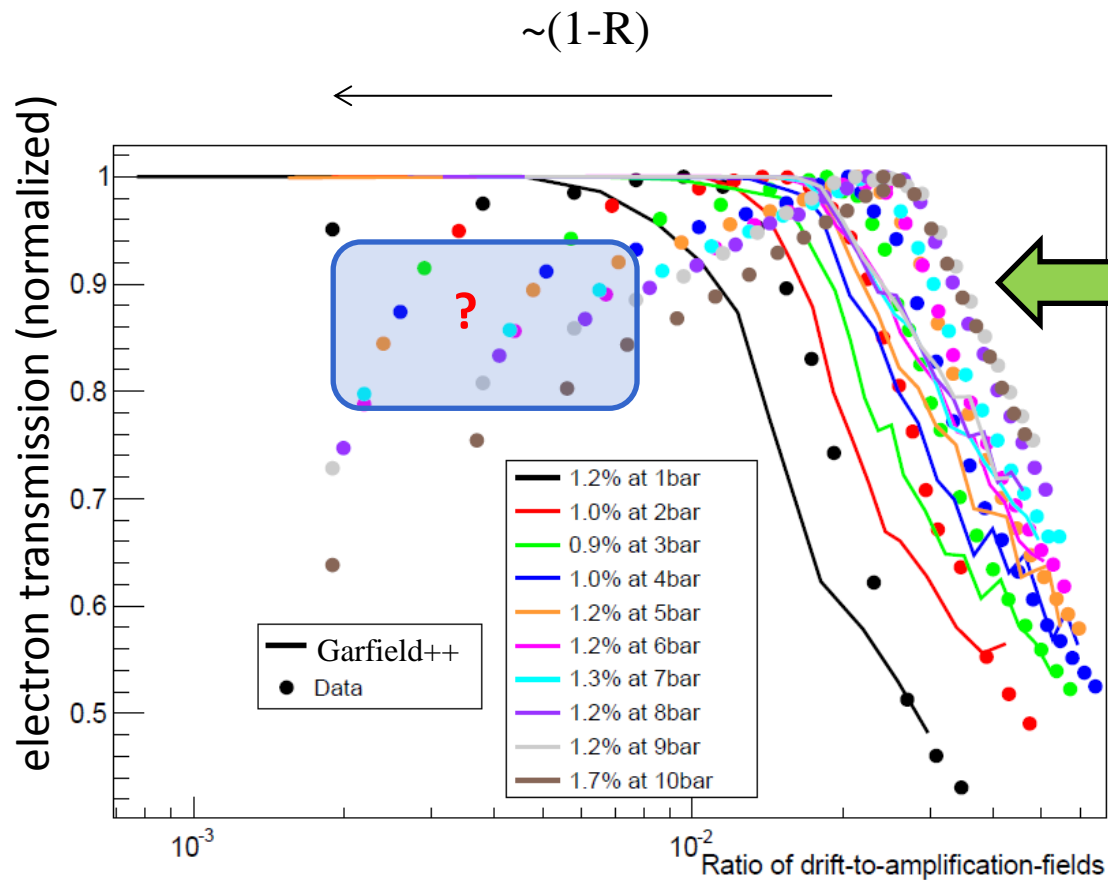 ~(1-R)
electron transmission (normalized)
1
0.9
0.8
0.7
0.6
0.5
?
1.2% at 1bar
1.0% at 2bar
0.9% at 3bar
1.0% at 4bar
1.2% at 5bar
1.2% at 6bar
1.3% at 7bar
1.2% at 8bar
1.2% at 9bar
1.7% at 10bar
Garfield++
Data
10⁻³
10⁻²
Ratio of drift-to-amplification-fields